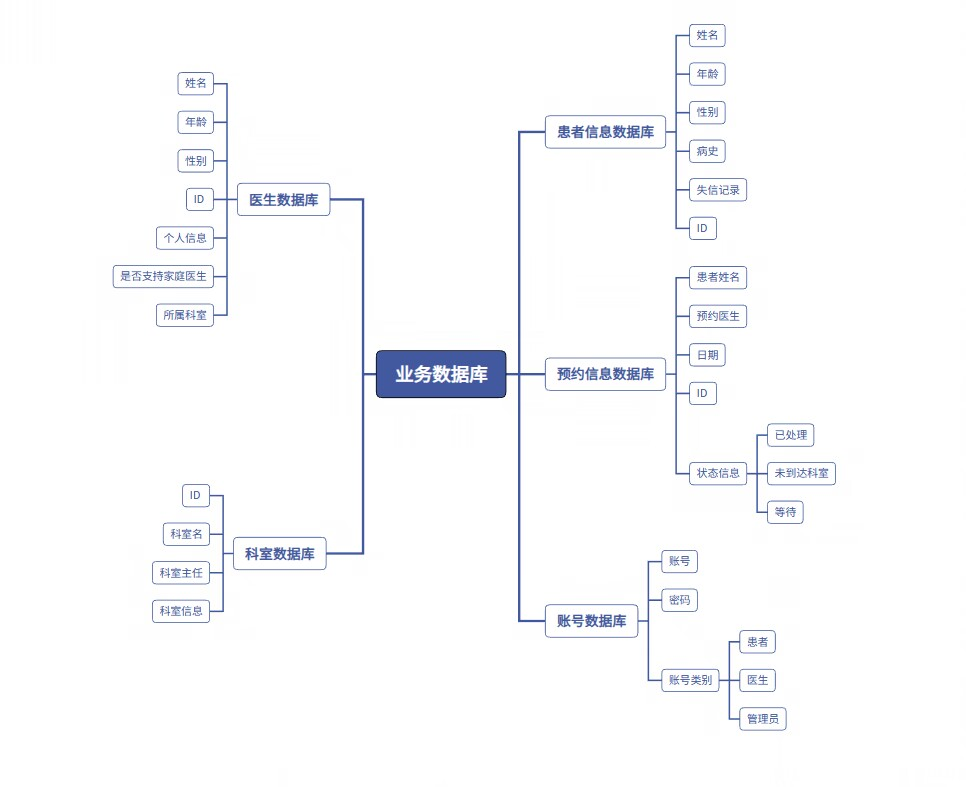 业务数据库
医生数据库
姓名
年龄
性别
ID
个人信息
是否支持家庭医生
所属科室
科室数据库
ID
科室名
科室主任
科室信息
患者信息数据库
姓名
年龄
性别
病史
失信记录
ID
预约信息数据库
患者姓名
预约医生
日期
ID
状态信息
已处理
未到达科室
等待
账号数据库
账号
密码
账号类别
患者
医生
管理员